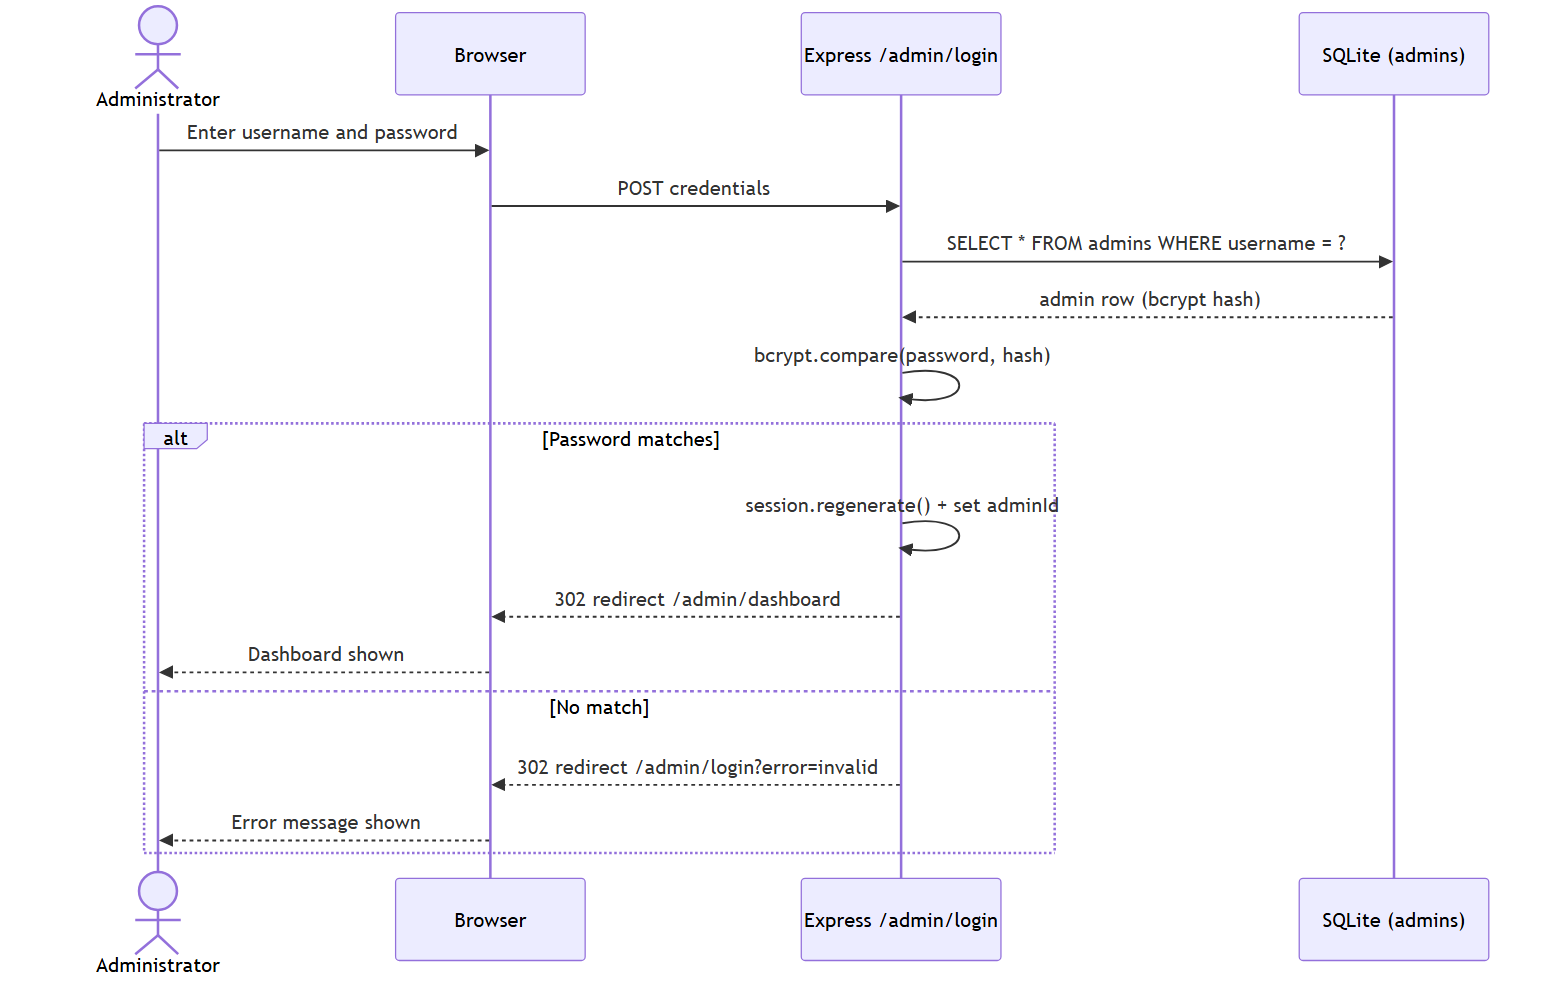 Browser
Express /admin/login
SQLite (admins)
Administrator
Enter username and password
POST credentials
SELECT * FROM admins WHERE username = ?
admin row (bcrypt hash)
bcrypt.compare(password, hash)
alt
[Password matches]
session.regenerate() + set adminId
302 redirect /admin/dashboard
Dashboard shown
[No match]
302 redirect /admin/login?error=invalid
Error message shown
Browser
Express /admin/login
SQLite (admins)
Administrator